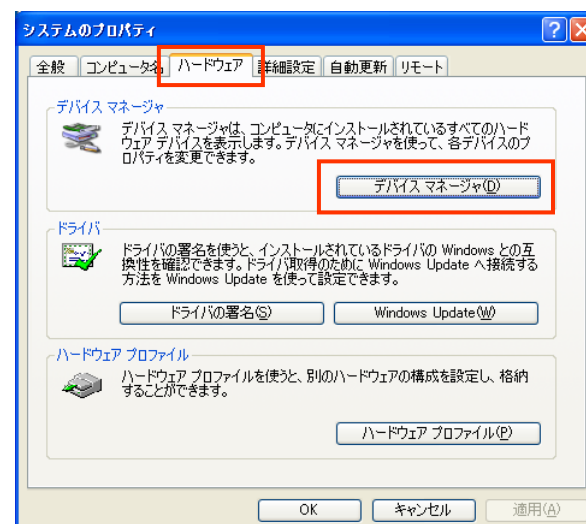 システムのプロパティ
全般 コンピュータ名 ハードウェア 詳細設定 自動更新 リモート
デバイス マネージャ
デバイス マネージャは、コンピュータにインストールされているすべてのハード
ウェア デバイスを表示します。デバイス マネージャを使って、各デバイスのプ
ロパティを変更できます。
デバイス マネージャ(D)
ドライバ
ドライバの署名を使うと、インストールされているドライバの Windows との互
換性を確認できます。ドライバ取得のために Windows Update へ接続する
方法を Windows Update を使って設定できます。
ドライバの署名(S) Windows Update(W)
ハードウェア プロファイル
ハードウェア プロファイルを使うと、別のハードウェアの構成を設定し、格納
することができます。
ハードウェア プロファイル(P)
OK キャンセル 適用(A)